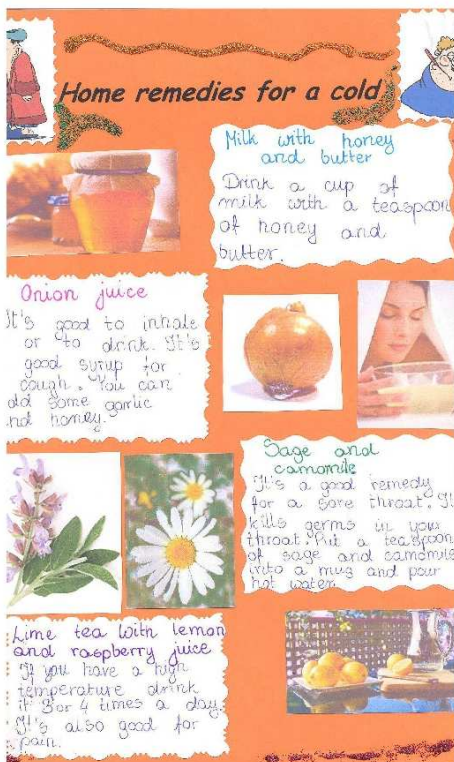 Home remedies for a cold
Milk with honey
and butter
Drink a cup of
milk with a teaspoon
of honey and
butter.
Onion juice
It's good to inhale
or to drink. It's
good syrup for
cough. You can
dd some garlic
nd honey.
Sage and
camomile
It's a good remedy
for a sore throat. It
kills germs in your
throat. Put a teaspoon
of sage and camomile
into a mug and pour
hot water
Lime tea with lemon
and raspberry juice
If you have a high
temperature drink
it 3 or 4 times a day.
It's also good for
pain.